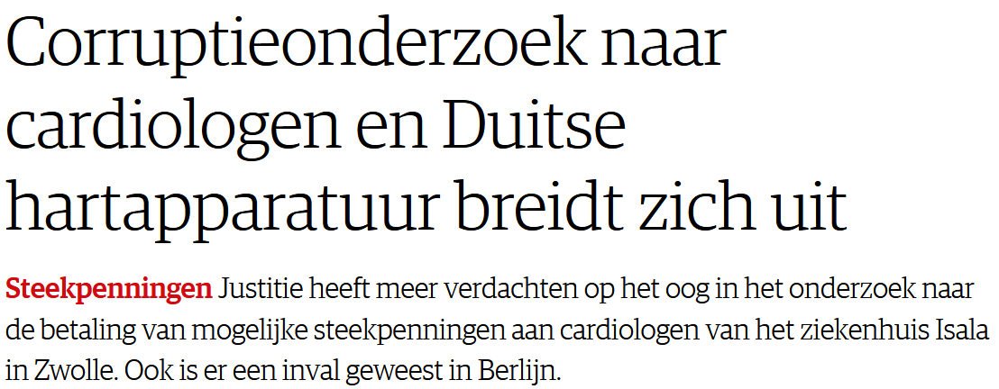 Corruptieonderzoek naar
cardiologen en Duitse
hartapparatuur breidt zich uit
Steekpenningen Justitie heeft meer verdachten op het oog in het onderzoek naar
de betaling van mogelijke steekpenningen aan cardiologen van het ziekenhuis Isala
in Zwolle. Ook is er een inval geweest in Berlijn.